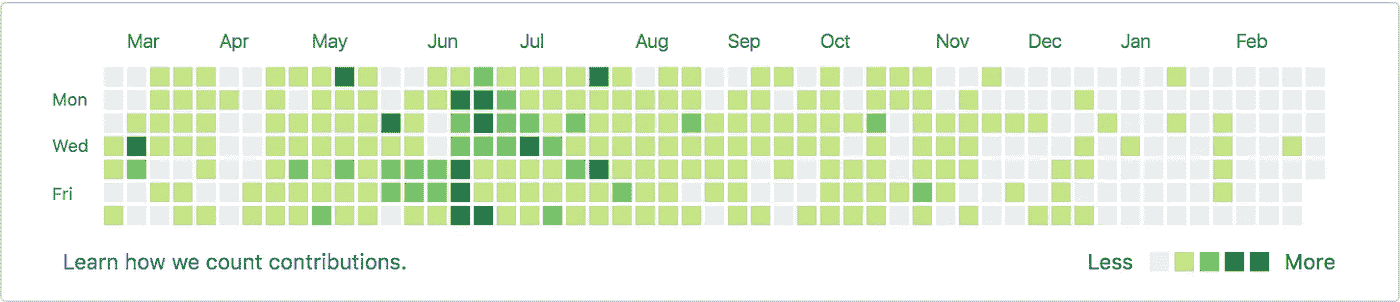 Mar Apr May Jun Jul Aug Sep Oct Nov Dec Jan Feb
Mon
Wed
Fri
Learn how we count contributions.
Less More